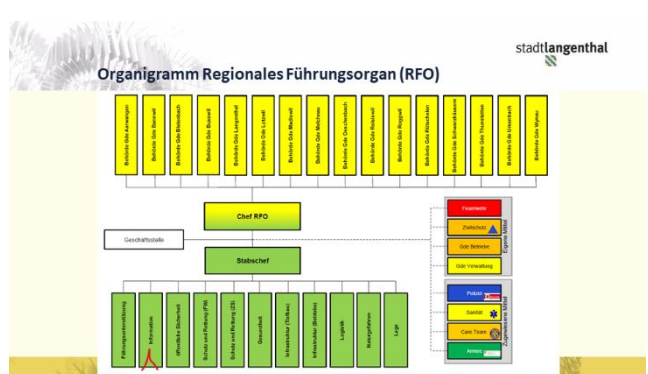 stadtlangenthal
Organigramm Regionales Führungsorgan (RFO)
Behörde Gde Aarwangen
Behörde Gde Bannwil
Behörde Gde Bleienbach
Behörde Gde Busswil
Behörde Gde Langenthal
Behörde Gde Lotzwil
Behörde Gde Madiswil
Behörde Gde Melchnau
Behörde Gde Oeschenbach
Behörde Gde Reisiswil
Behörde Gde Roggwil
Behörde Gde Rütschelen
Behörde Gde Schwarzhäusern
Behörde Gde Thunstetten
Behörde Gde Ursenbach
Behörde Gde Wynau
Chef RFO
Geschäftsstelle
Stabschef
Feuerwehr
Zivilschutz
Gde Betriebe
Gde Verwaltung
Eigene Mittel
Polizei
Sanität
Care Team
Armee
Zugewiesene Mittel
Führungsunterstützung
Information
öffentliche Sicherheit
Schutz und Rettung (FW)
Schutz und Rettung (ZS)
Gesundheit
Infrastruktur (Tiefbau)
Infrastruktur (Betriebe)
Logistik
Naturgefahren
Lage